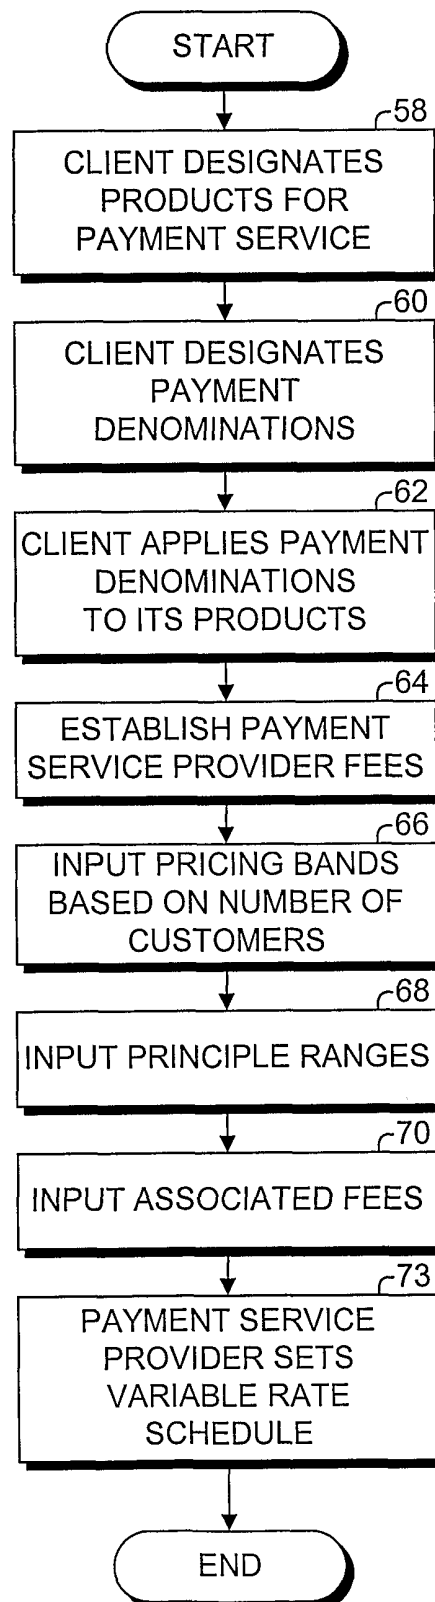 START
58
CLIENT DESIGNATES
PRODUCTS FOR
PAYMENT SERVICE
60
CLIENT DESIGNATES
PAYMENT
DENOMINATIONS
62
CLIENT APPLIES PAYMENT
DENOMINATIONS
TO ITS PRODUCTS
64
ESTABLISH PAYMENT
SERVICE PROVIDER FEES
66
INPUT PRICING BANDS
BASED ON NUMBER OF
CUSTOMERS
68
INPUT PRINCIPLE RANGES
70
INPUT ASSOCIATED FEES
73
PAYMENT SERVICE
PROVIDER SETS
VARIABLE RATE
SCHEDULE
END